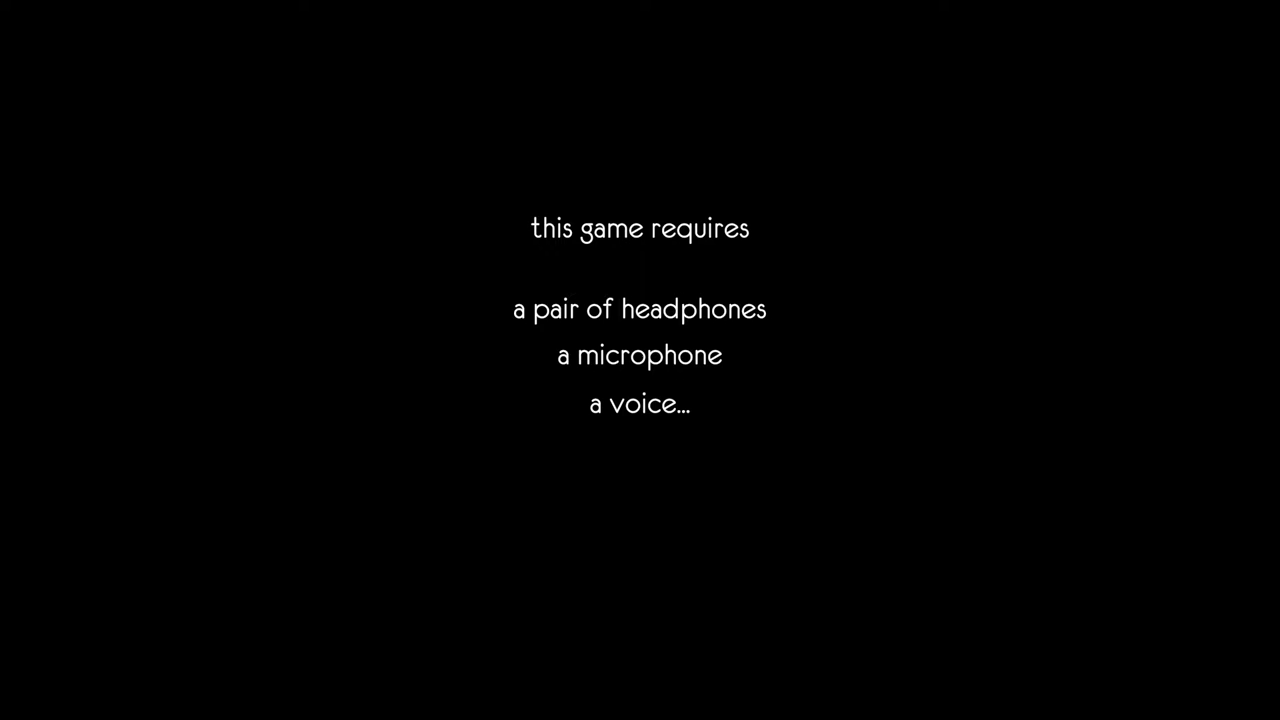 this game requires
a pair of headphones
a microphone
a voice...